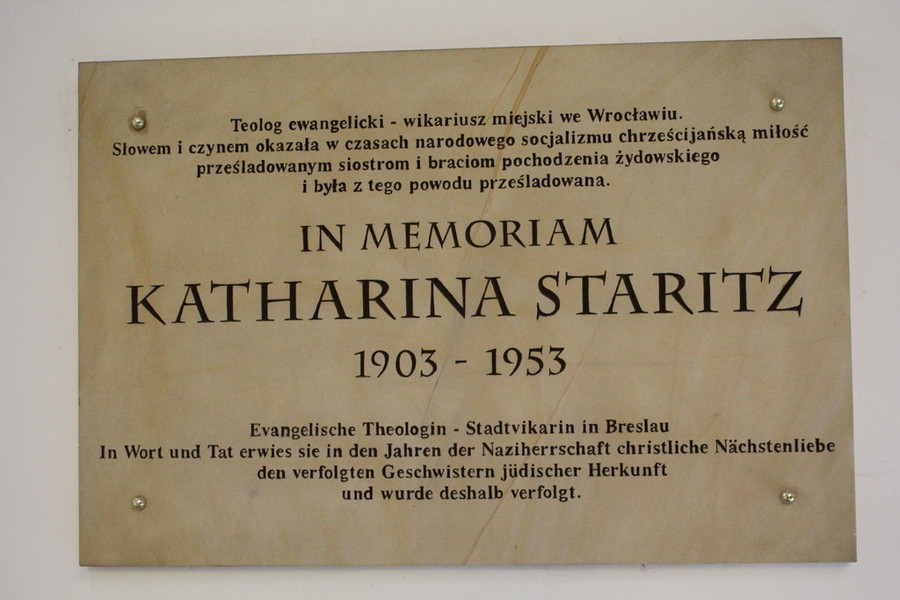 Teolog ewangelicki - wikariusz miejski we Wrocławiu.
Słowem i czynem okazała w czasach narodowego socjalizmu chrześcijańską miłość
prześladowanym siostrom i braciom pochodzenia żydowskiego
i była z tego powodu prześladowana.
IN MEMORIAM
KATHARINA STARITZ
1903 - 1953
Evangelische Theologin - Stadtvikarin in Breslau
In Wort und Tat erwies sie in den Jahren der Naziherrschaft christliche Nächstenliebe
den verfolgten Geschwistern jüdischer Herkunft
und wurde deshalb verfolgt.